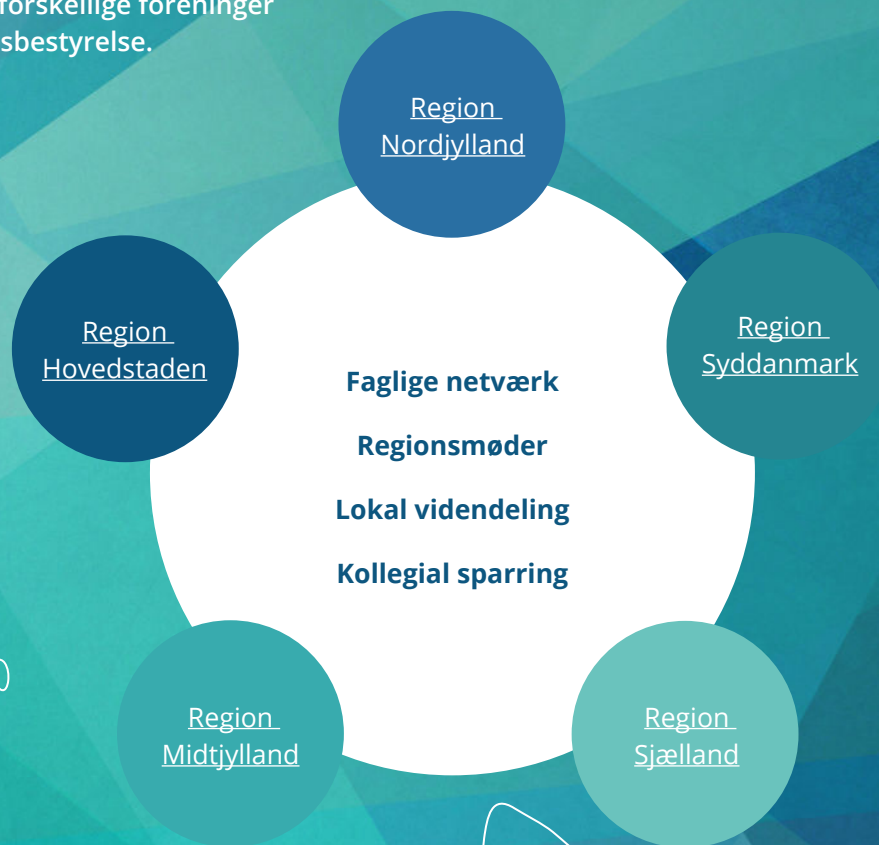 forskellige foreninger
sbestyrelse.
Region
Nordjylland
Region
Hovedstaden
Region
Syddanmark
Faglige netværk
Regionsmøder
Lokal videndeling
Kollegial sparring
Region
Midtjylland
Region
Sjælland